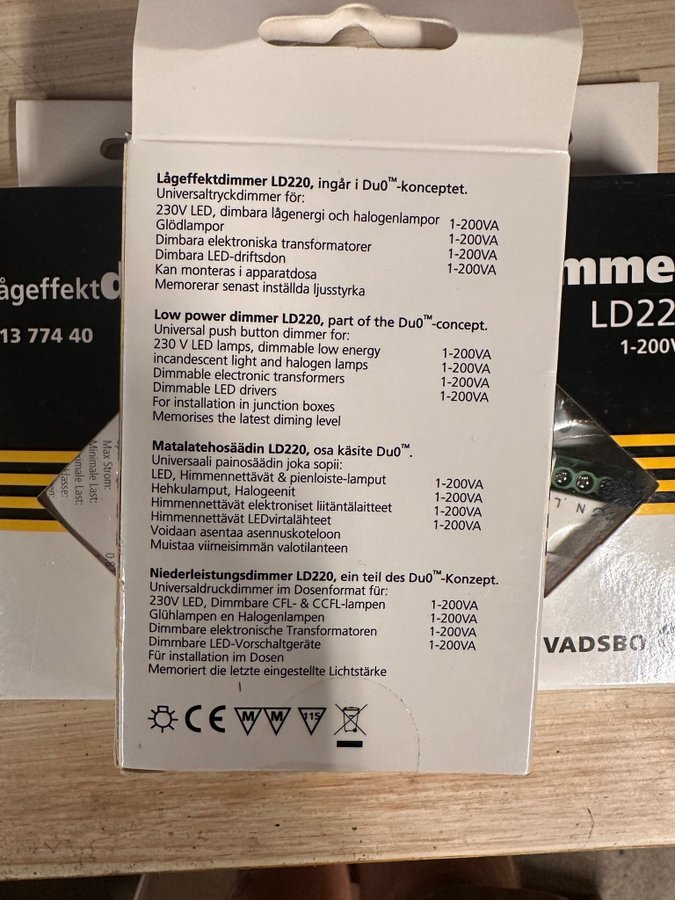 Lågeffektdimmer LD220, ingår i Du0™-konceptet.
Universaltryckdimmer för:
230V LED, dimbara lågenergi och halogenlampor 1-200VA
Glödlampor 1-200VA
Dimbara elektroniska transformatorer 1-200VA
Dimbara LED-driftsdon 1-200VA
Kan monteras i apparatdosa
Memorerar senast inställda ljusstyrka
Low power dimmer LD220, part of the Du0™-concept.
Universal push button dimmer for:
230 V LED lamps, dimmable low energy 1-200VA
incandescent light and halogen lamps 1-200VA
Dimmable electronic transformers 1-200VA
Dimmable LED drivers 1-200VA
For installation in junction boxes
Memorises the latest diming level
Matalatehosäädin LD220, osa käsite Du0™.
Universaali painosäädin joka sopii:
LED, Himmennettävät & pienloiste-lamput 1-200VA
Hehkulamput, Halogeenit 1-200VA
Himmennettävät elektroniset liitäntälaitteet 1-200VA
Himmennettävät LEDvirtalähteet 1-200VA
Voidaan asentaa asennuskoteloon
Muistaa viimeisimmän valotilanteen
Niederleistungsdimmer LD220, ein teil des Du0™-Konzept.
Universaldruckdimmer im Dosenformat für:
230V LED, Dimmbare CFL- & CCFL-lampen 1-200VA
Glühlampen en Halogenlampen 1-200VA
Dimmbare elektronische Transformatoren 1-200VA
Dimmbare LED-Vorschaltgeräte 1-200VA
Für installation im Dosen
Memoriert die letzte eingestellte Lichtstärke
CE M M 115
ågeffektd
13 774 40
Max Strom:
Minimale Last:
ximale Last:
klasse:
mme
LD22
1-200V
N L
VADSBO